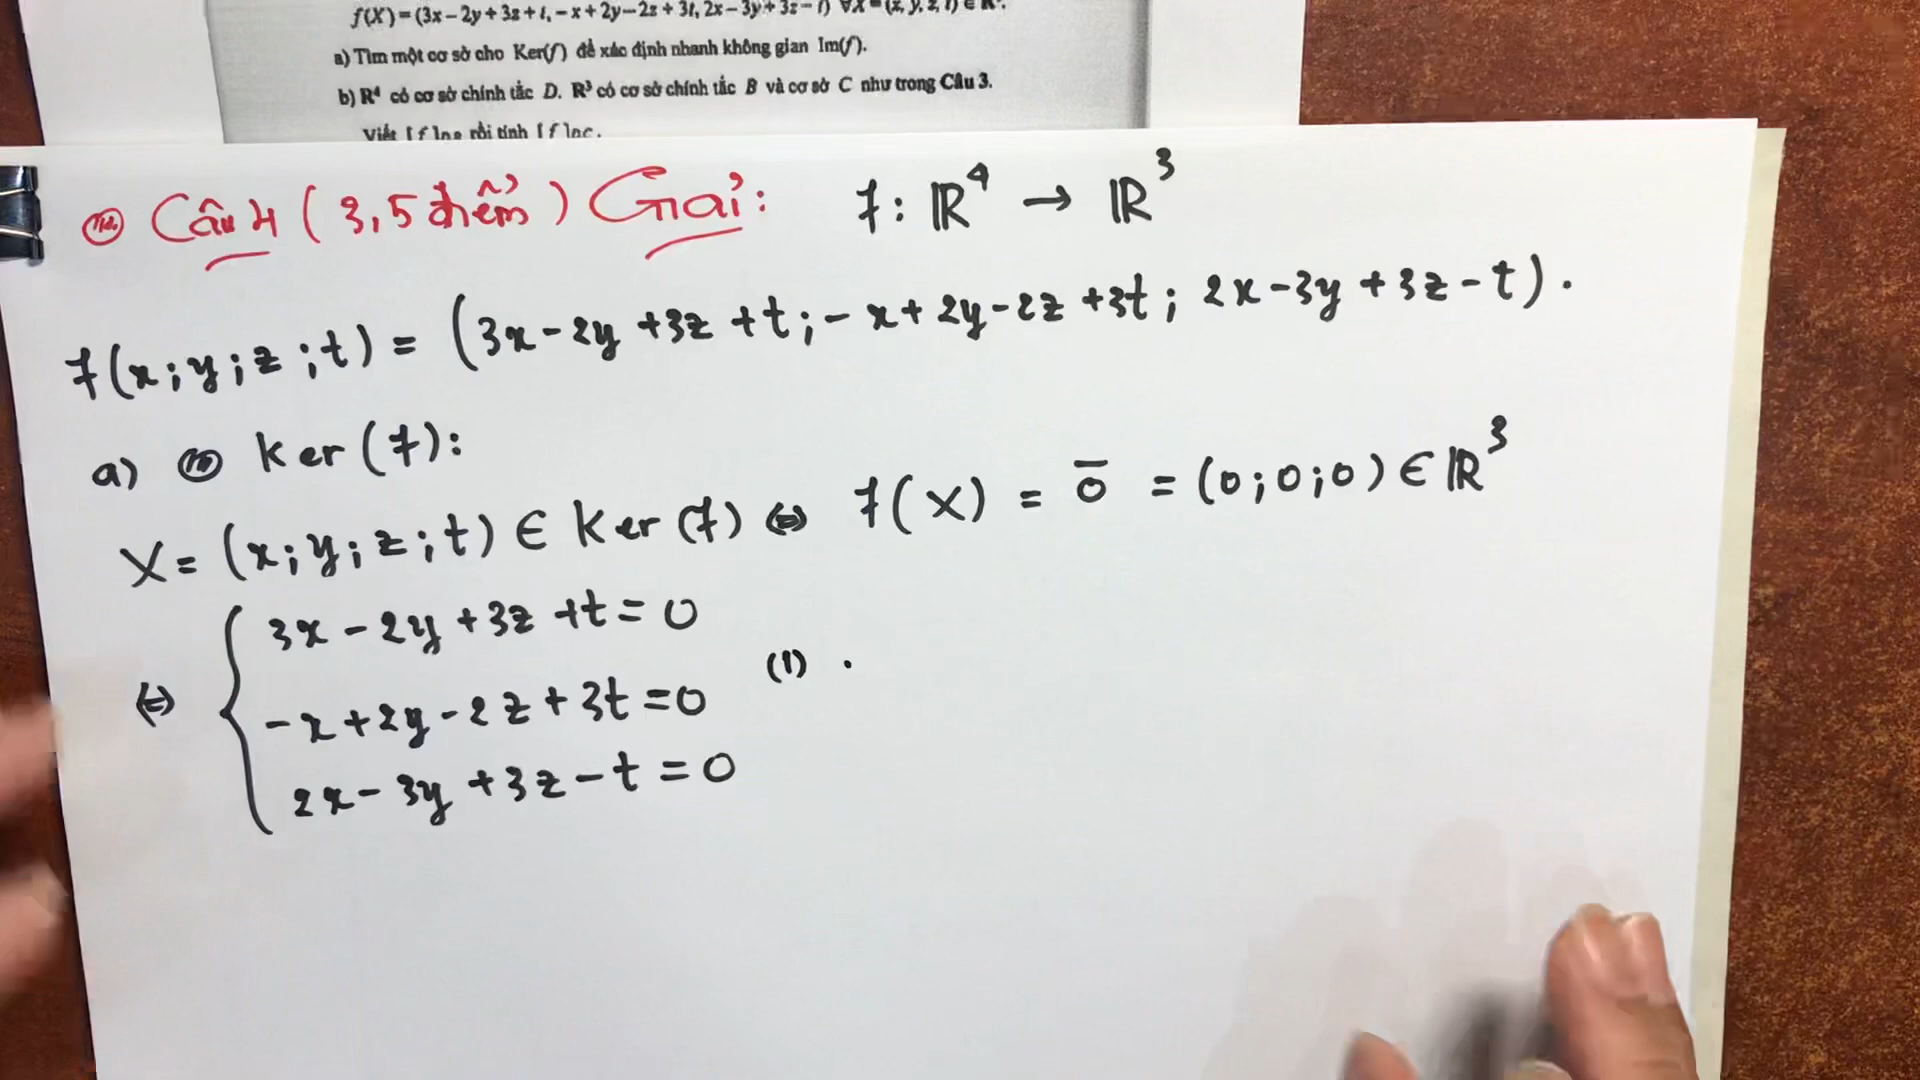 f(X) = (3x − 2y + 3z + t, − x + 2y − 2z + 3t, 2x − 3y + 3z − t) ∀X = (x, y, z, t) ∈ R⁴.
a) Tìm một cơ sở cho Ker(f) để xác định nhanh không gian Im(f).
b) R⁴ có cơ sở chính tắc D. R³ có cơ sở chính tắc B và cơ sở C như trong Câu 3.
Viết [f]D,B rồi tính [f]D,C.
Câu 4 (3,5 điểm) Giải: f: ℝ⁴ → ℝ³
f(x;y;z;t) = (3x-2y+3z+t; -x+2y-2z+3t; 2x-3y+3z-t).
a) Ker(f):
X = (x;y;z;t) ∈ Ker(f) ⇔ f(X) = 0̄ = (0;0;0) ∈ ℝ³
⇔ { 3x - 2y + 3z + t = 0
-x + 2y - 2z + 3t = 0 (1).
2x - 3y + 3z - t = 0